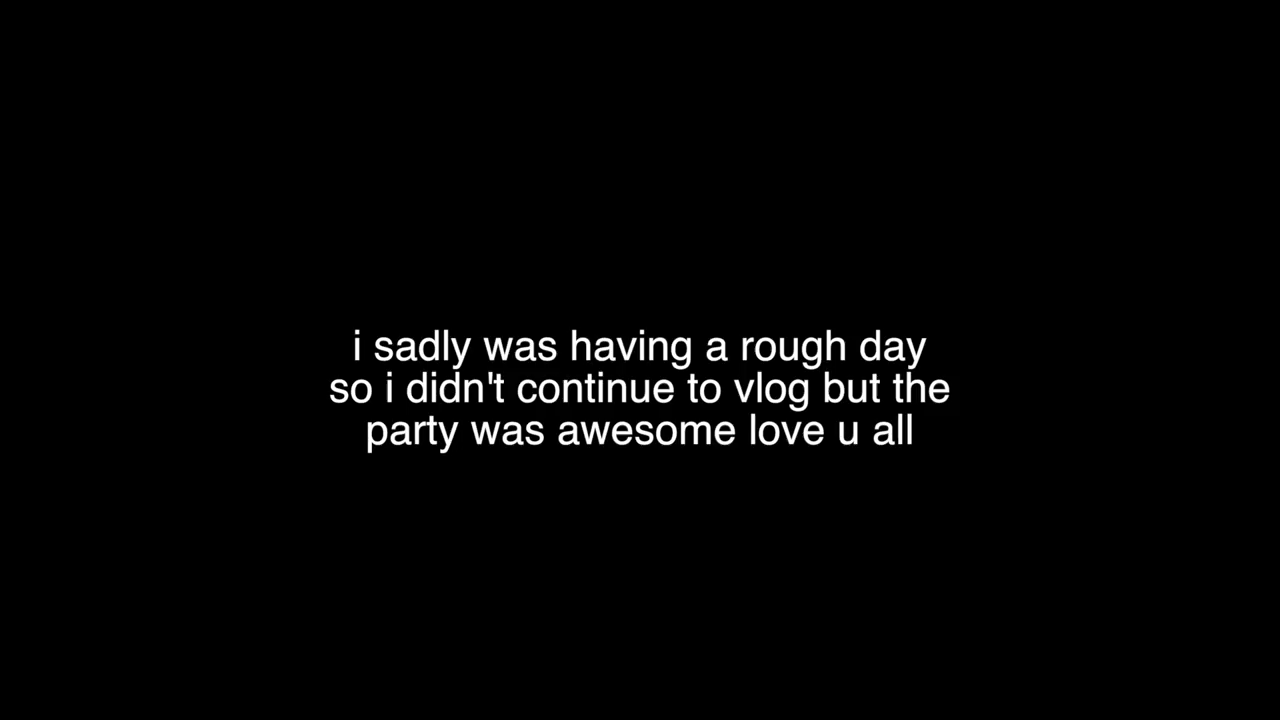 i sadly was having a rough day
so i didn't continue to vlog but the
party was awesome love u all